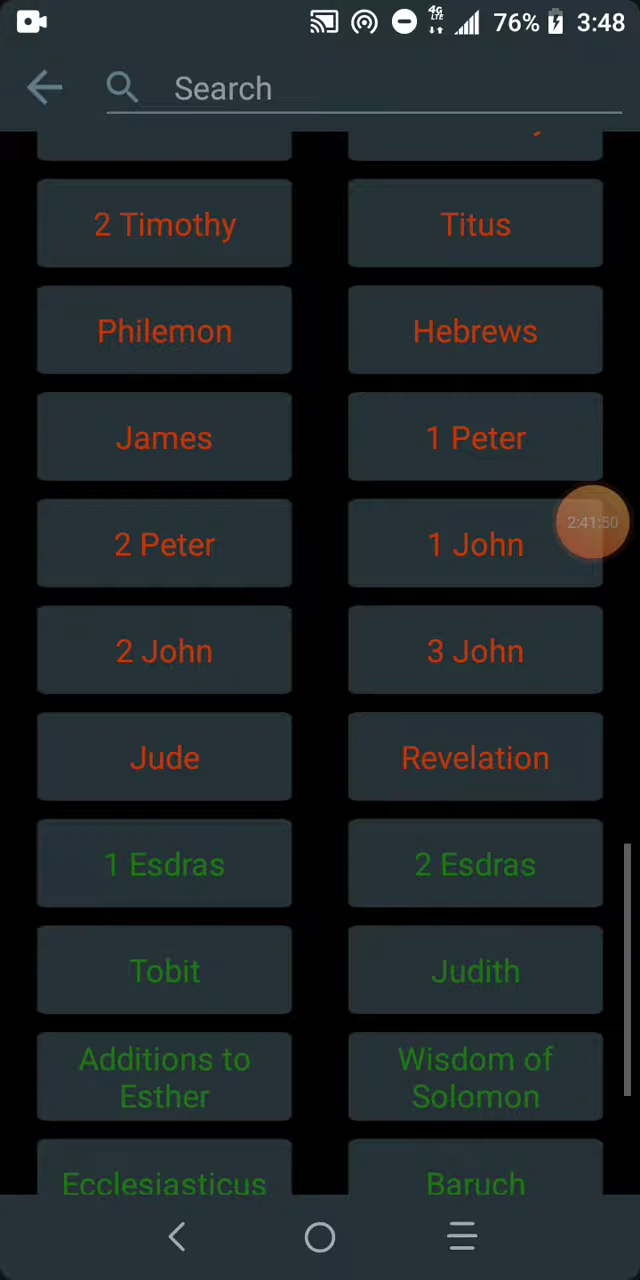 4G
LTE
76% 3:48
Search
2 Timothy
Titus
Philemon
Hebrews
James
1 Peter
2 Peter
1 John
2:41:50
2 John
3 John
Jude
Revelation
1 Esdras
2 Esdras
Tobit
Judith
Additions to
Esther
Wisdom of
Solomon
Ecclesiasticus
Baruch